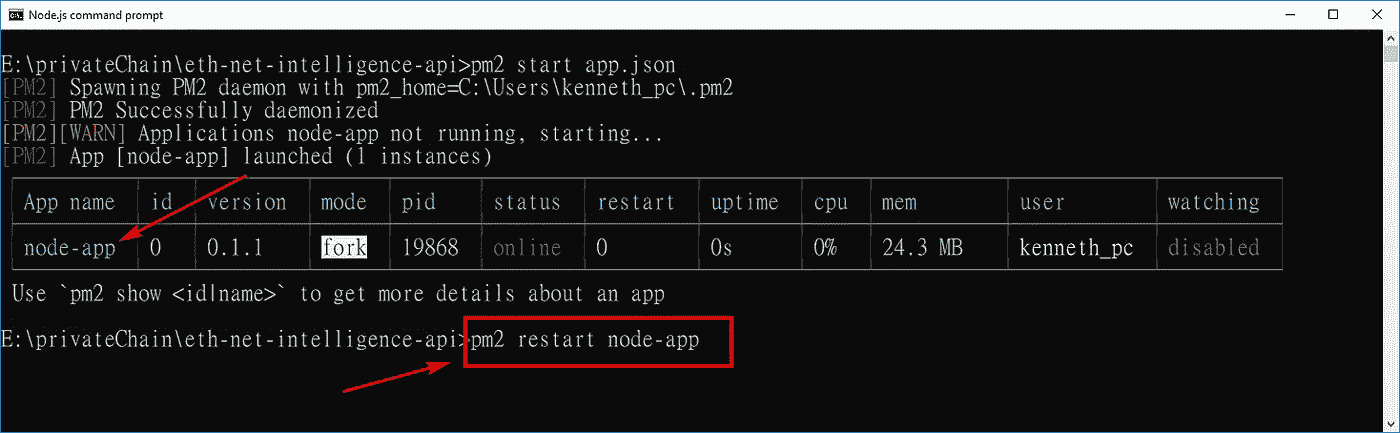 Node.js command prompt
E:\privateChain\eth-net-intelligence-api>pm2 start app.json
[PM2] Spawning PM2 daemon with pm2_home=C:\Users\kenneth_pc\.pm2
[PM2] PM2 Successfully daemonized
[PM2][WARN] Applications node-app not running, starting...
[PM2] App [node-app] launched (1 instances)
App name id version mode pid status restart uptime cpu mem user watching
node-app 0 0.1.1 fork 19868 online 0 0s 0% 24.3 MB kenneth_pc disabled
Use `pm2 show <id|name>` to get more details about an app
E:\privateChain\eth-net-intelligence-api>pm2 restart node-app